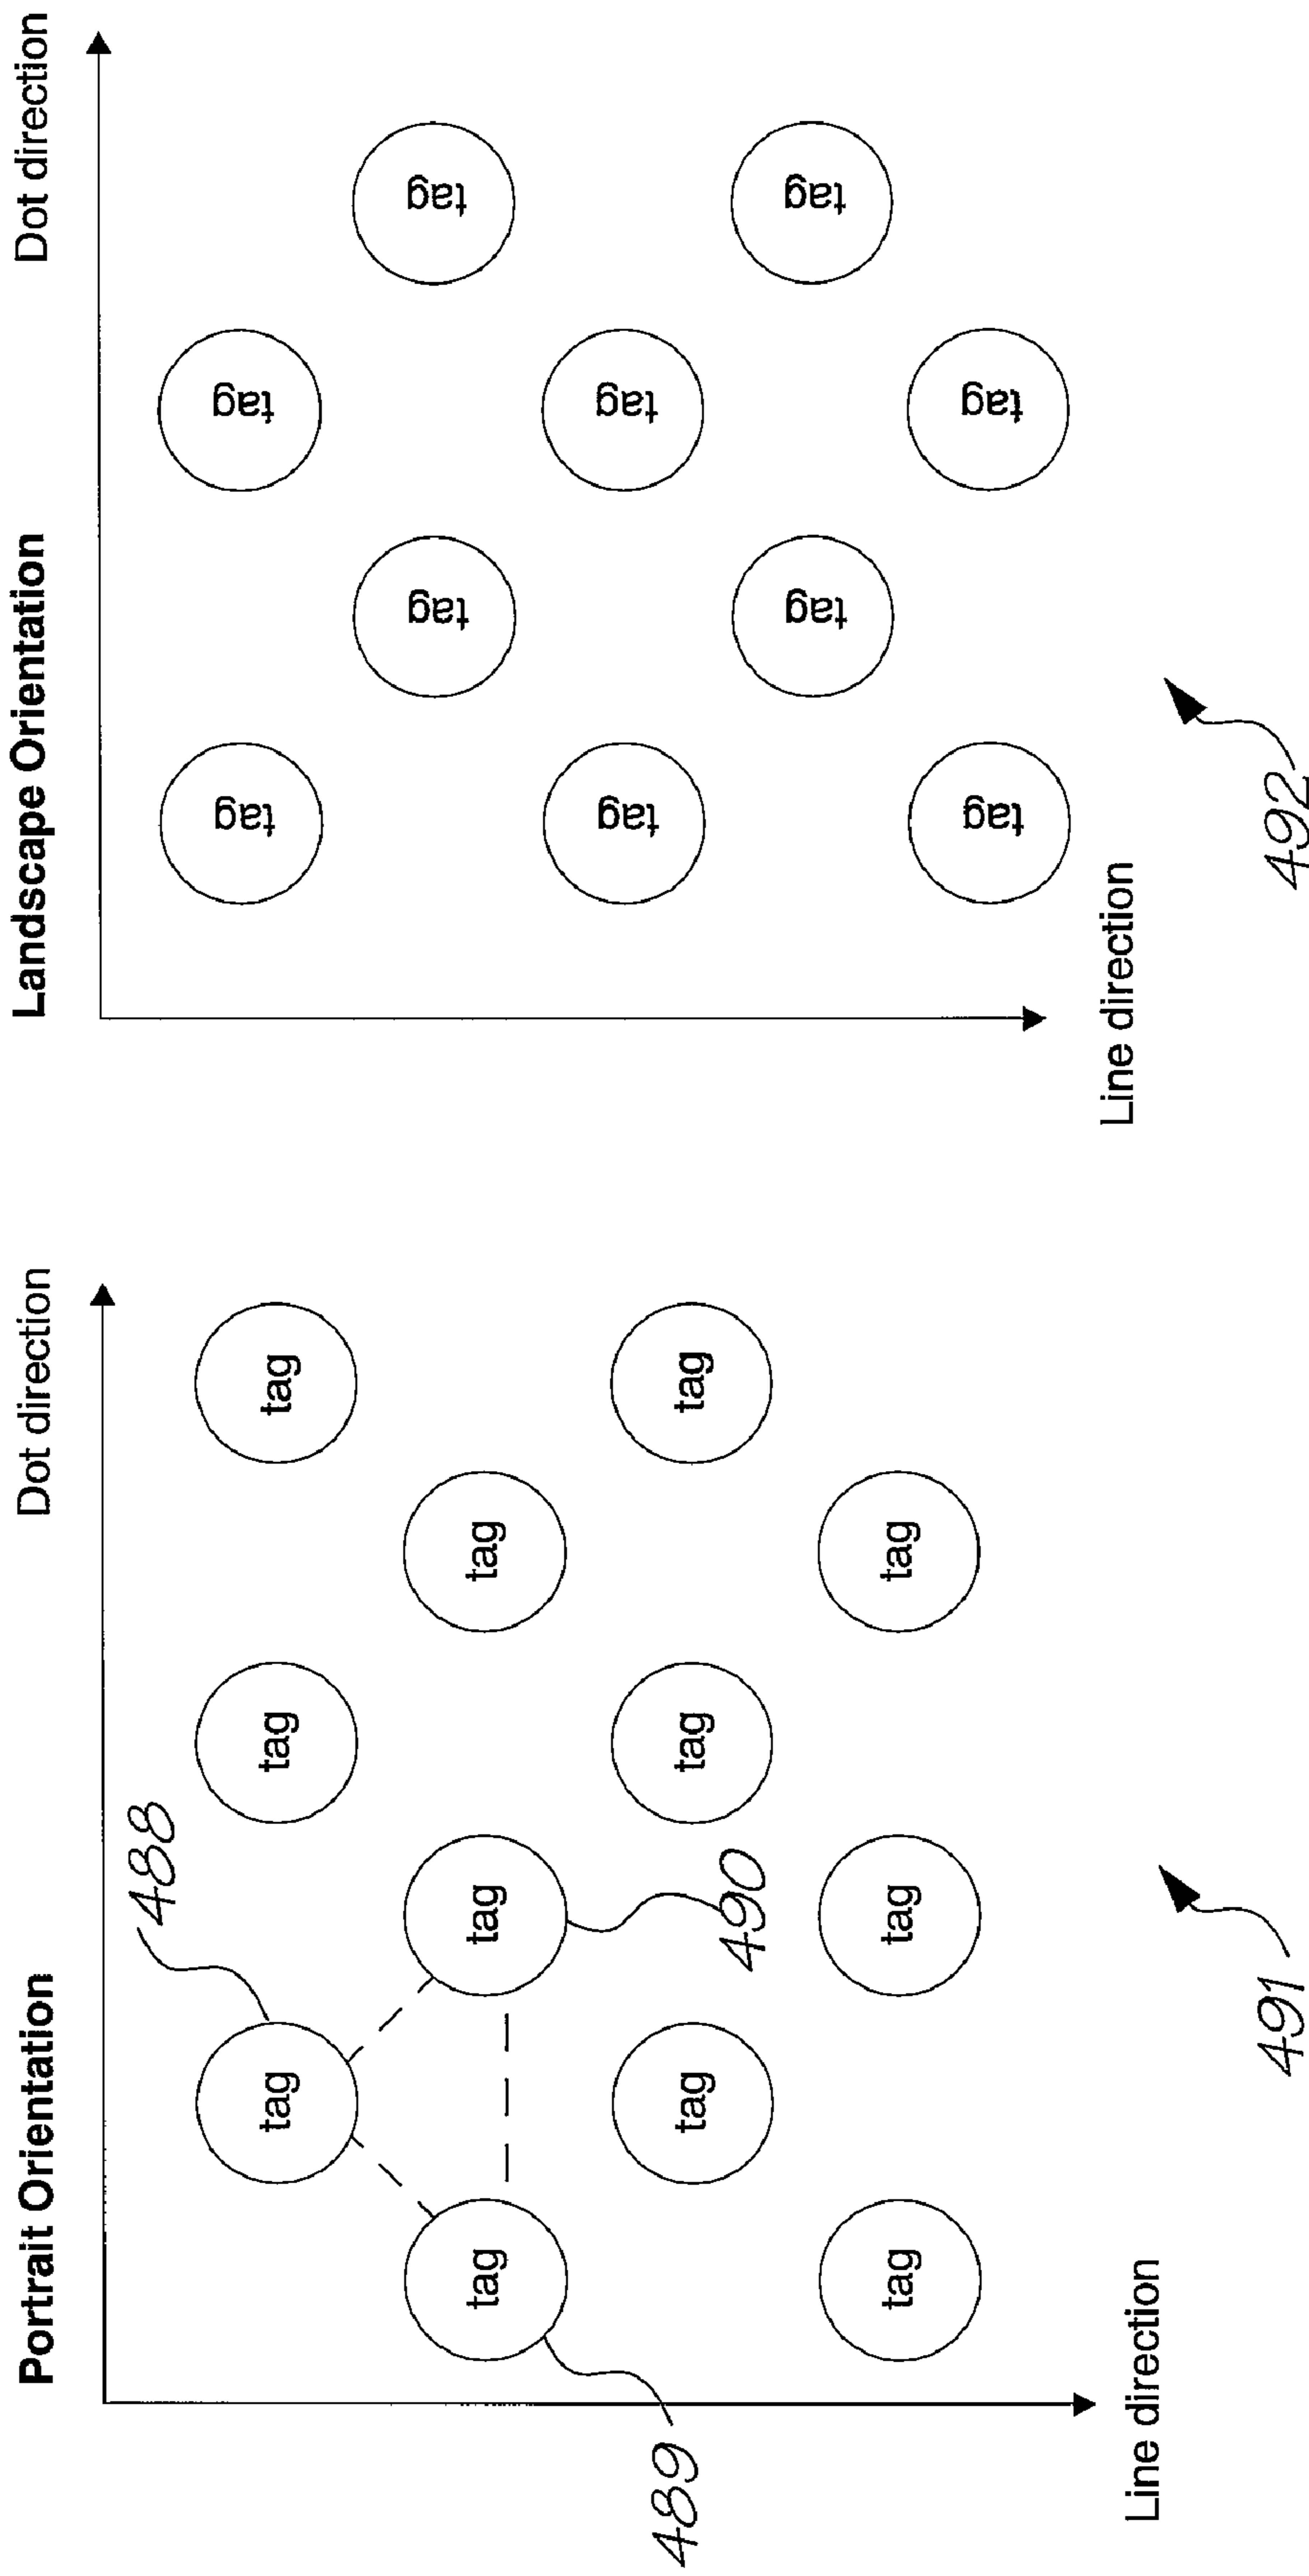 Portrait Orientation
Dot direction
488
tag tag tag
tag tag tag
489
490
tag tag tag
tag tag tag
Line direction
491
Landscape Orientation
Dot direction
tag tag
tag tag
tag tag
tag tag
tag tag
Line direction
492